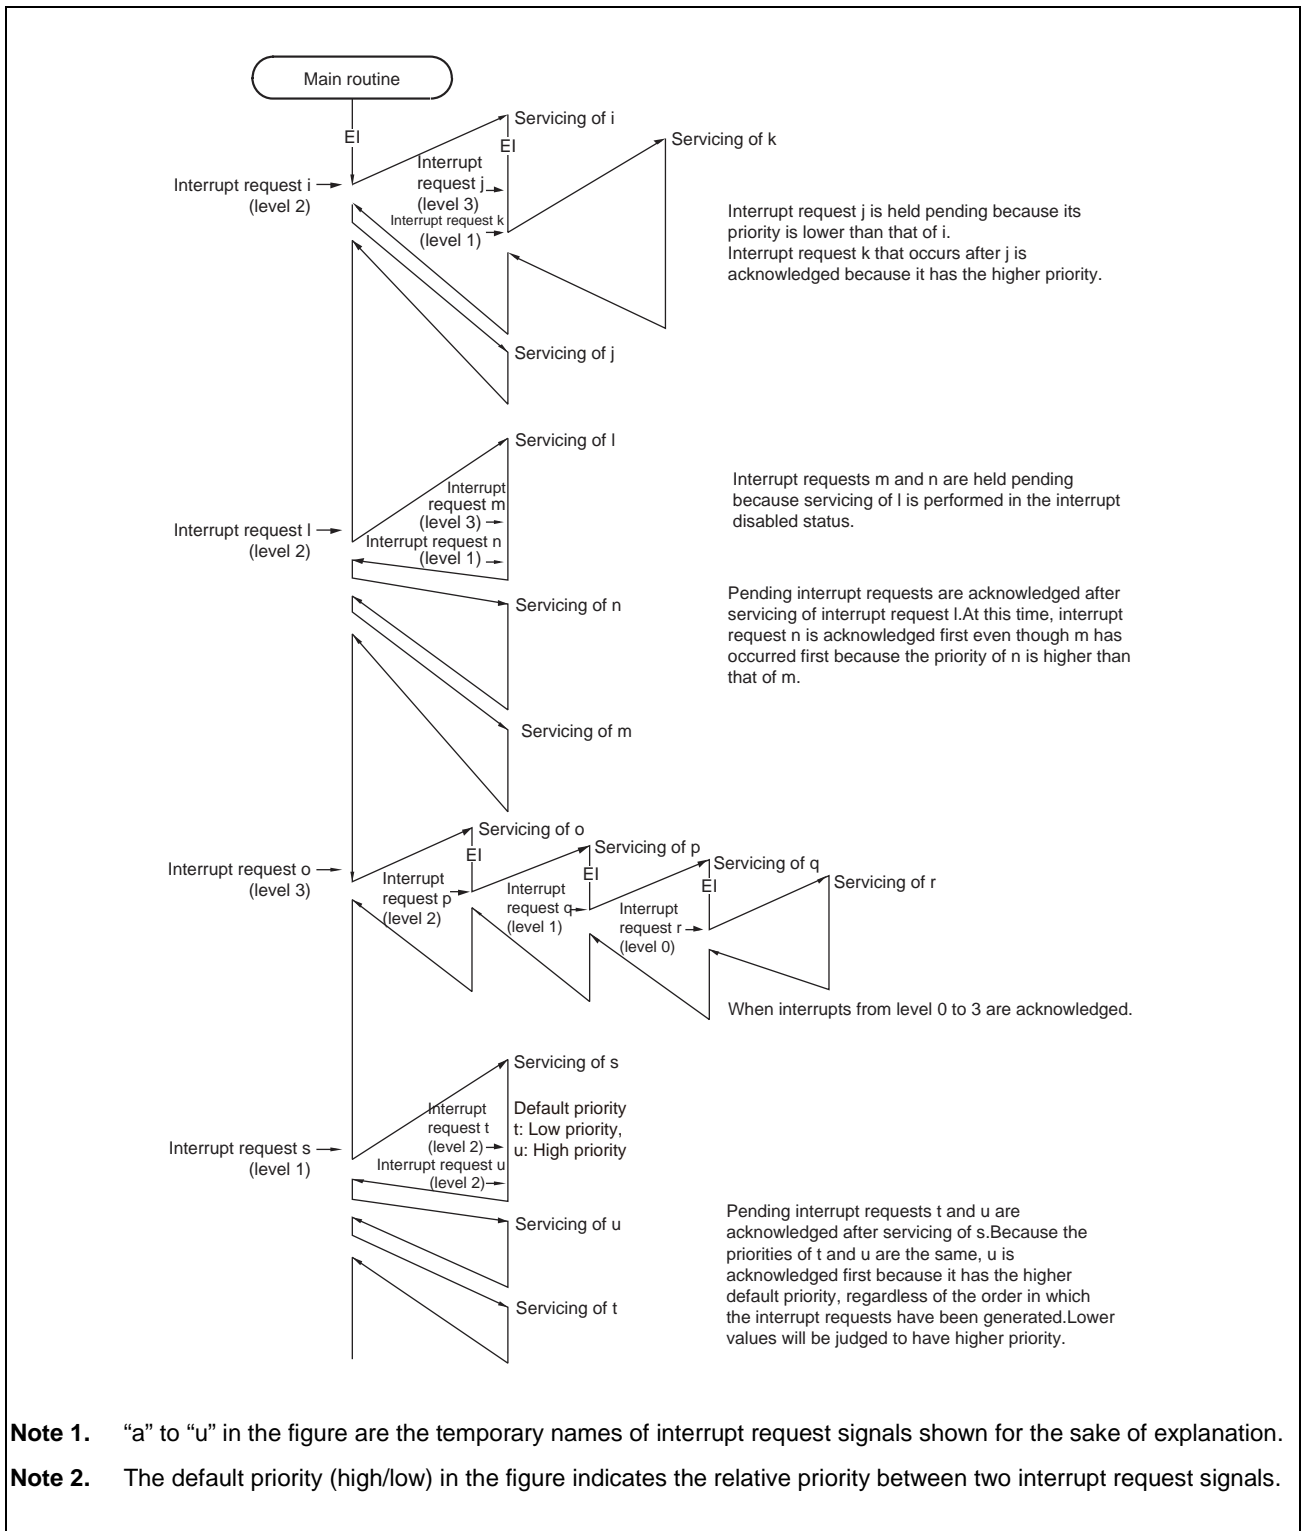 Main routine
EI
Servicing of i
EI
Servicing of k
Interrupt request i
(level 2)
Interrupt
request j
(level 3)
Interrupt request k
(level 1)
Interrupt request j is held pending because its
priority is lower than that of i.
Interrupt request k that occurs after j is
acknowledged because it has the higher priority.
Servicing of j
Servicing of l
Interrupt request l
(level 2)
Interrupt
request m
(level 3)
Interrupt request n
(level 1)
Interrupt requests m and n are held pending
because servicing of l is performed in the interrupt
disabled status.
Servicing of n
Pending interrupt requests are acknowledged after
servicing of interrupt request l.At this time, interrupt
request n is acknowledged first even though m has
occurred first because the priority of n is higher than
that of m.
Servicing of m
Interrupt request o
(level 3)
Servicing of o
EI
Interrupt
request p
(level 2)
Servicing of p
EI
Interrupt
request q
(level 1)
Servicing of q
EI
Interrupt
request r
(level 0)
Servicing of r
When interrupts from level 0 to 3 are acknowledged.
Servicing of s
Interrupt request s
(level 1)
Interrupt
request t
(level 2)
Interrupt request u
(level 2)
Default priority
t: Low priority,
u: High priority
Servicing of u
Pending interrupt requests t and u are
acknowledged after servicing of s.Because the
priorities of t and u are the same, u is
acknowledged first because it has the higher
default priority, regardless of the order in which
the interrupt requests have been generated.Lower
values will be judged to have higher priority.
Servicing of t
Note 1. “a” to “u” in the figure are the temporary names of interrupt request signals shown for the sake of explanation.
Note 2. The default priority (high/low) in the figure indicates the relative priority between two interrupt request signals.